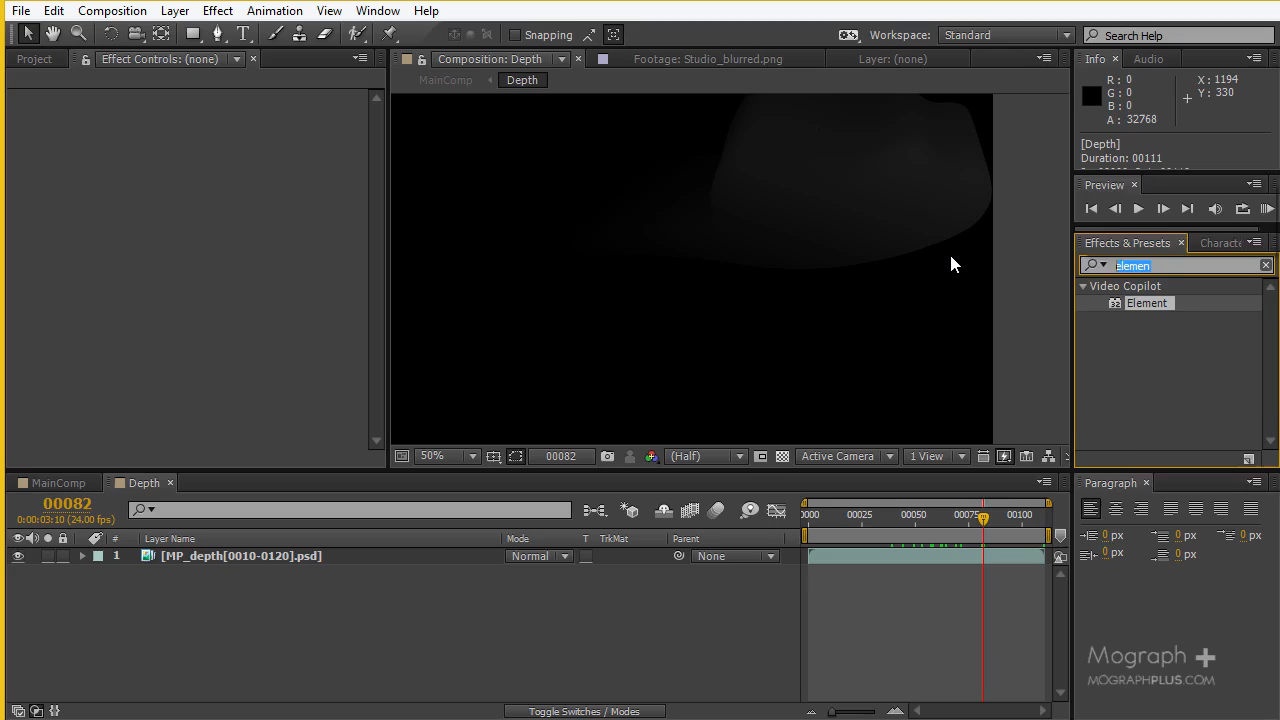 File Edit Composition Layer Effect Animation View Window Help
Snapping Workspace: Standard Search Help
Project Effect Controls: (none) Composition: Depth Footage: Studio_blurred.png Layer: (none) Info Audio
MainComp Depth
R: 0 X: 1194
G: 0 Y: 330
B: 0
A: 32768
[Depth]
Duration: 00111
Preview
Effects & Presets Characte
elemen
Video Copilot
32 Element
50% 00082 (Half) Active Camera 1 View
MainComp Depth Paragraph
00082
0:00:03:10 (24.00 fps)
0000 00025 00050 00075 00100
# Layer Name Mode T TrkMat Parent
0 px 0 px 0 px
0 px 0 px
1 [MP_depth[0010-0120].psd] Normal None
Mograph +
MOGRAPHPLUS.COM
Toggle Switches / Modes